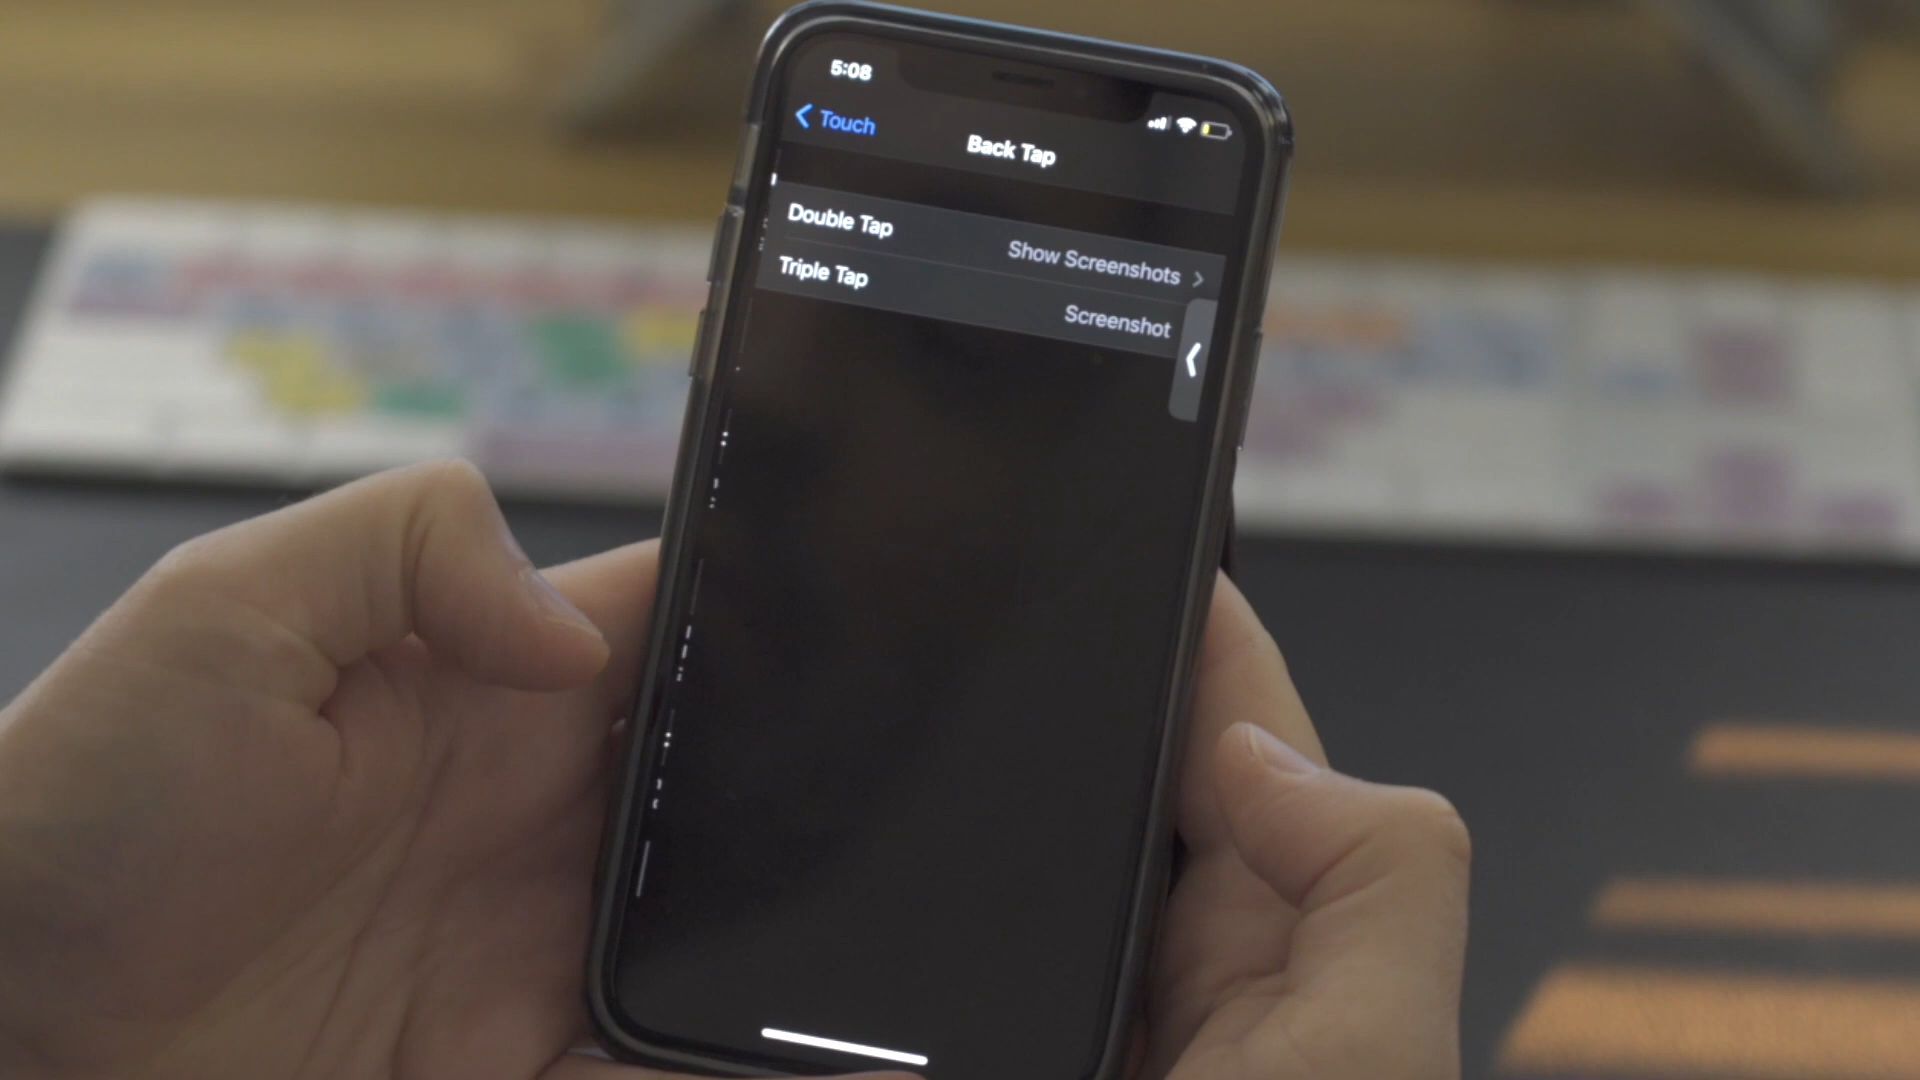 5:08
Touch
Back Tap
Double Tap
Show Screenshots
Triple Tap
Screenshot